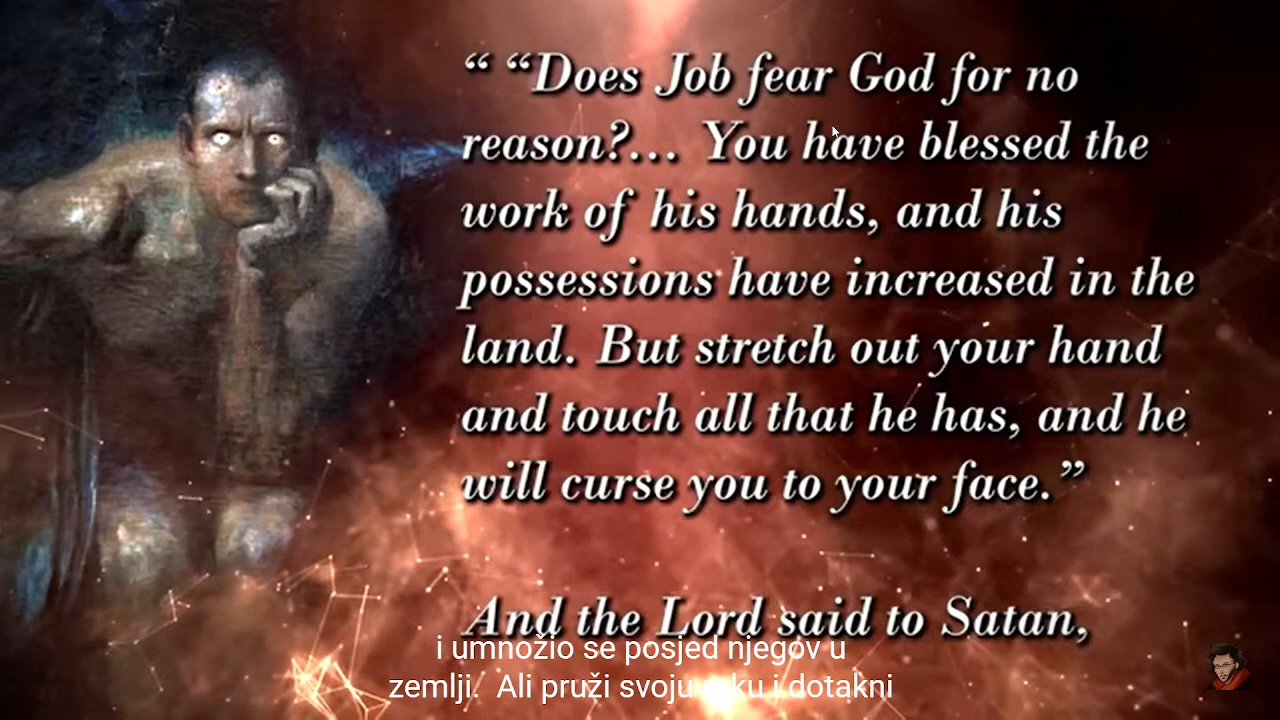 “ “Does Job fear God for no
reason?... You have blessed the
work of his hands, and his
possessions have increased in the
land. But stretch out your hand
and touch all that he has, and he
will curse you to your face.”
And the Lord said to Satan,
i umnožio se posjed njegov u
zemlji. Ali pruži svoju ruku i dotakni